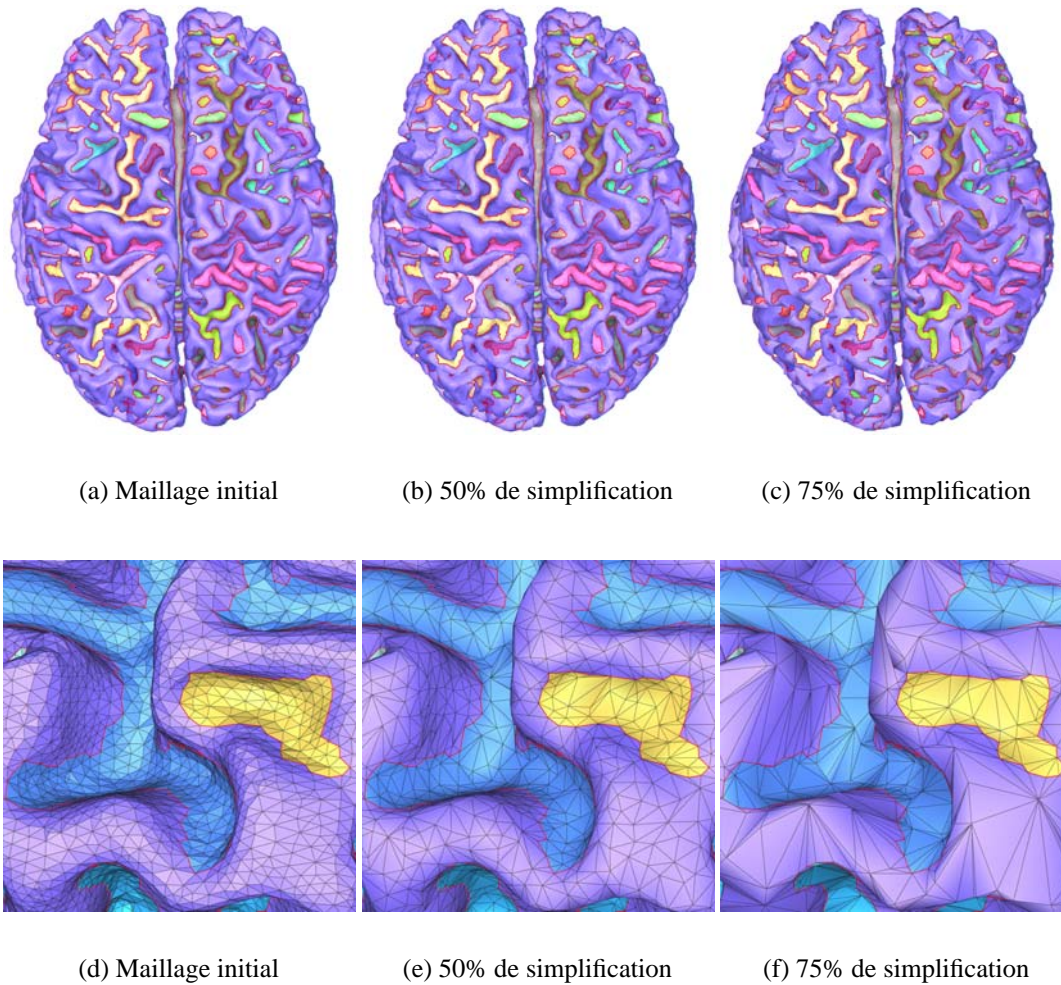 (a) Maillage initial
(b) 50% de simplification
(c) 75% de simplification
(d) Maillage initial
(e) 50% de simplification
(f) 75% de simplification